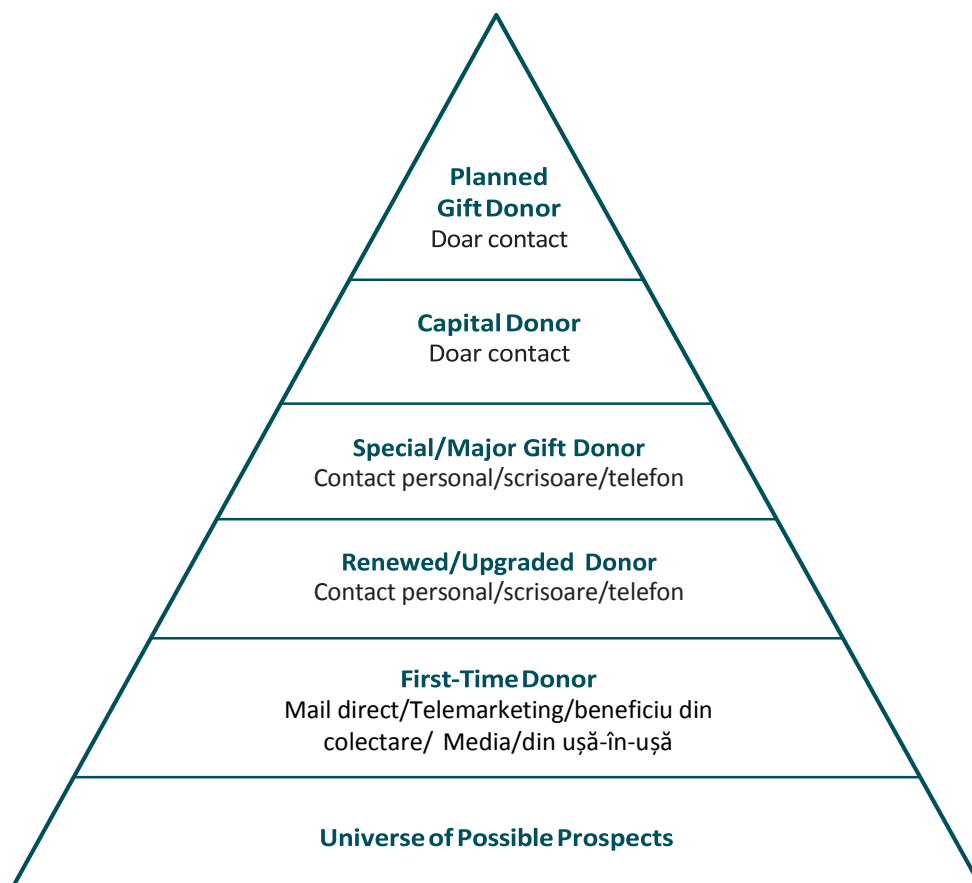 Planned
Gift Donor
Doar contact
Capital Donor
Doar contact
Special/Major Gift Donor
Contact personal/scrisoare/telefon
Renewed/Upgraded Donor
Contact personal/scrisoare/telefon
First-Time Donor
Mail direct/Telemarketing/beneficiu din
colectare/ Media/din ușă-în-ușă
Universe of Possible Prospects